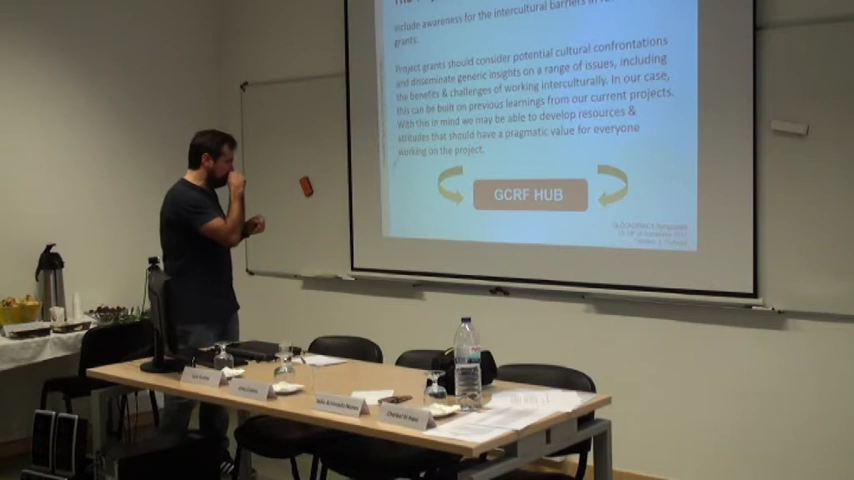 include awareness for the intercultural barriers in
grants.
Project grants should consider potential cultural confrontations
and disseminate generic insights on a range of issues, including
the benefits & challenges of working interculturally. In our case,
this can be built on previous learnings from our current projects.
With this in mind we may be able to develop resources &
attitudes that should have a pragmatic value for everyone
working on the project.
GCRF HUB